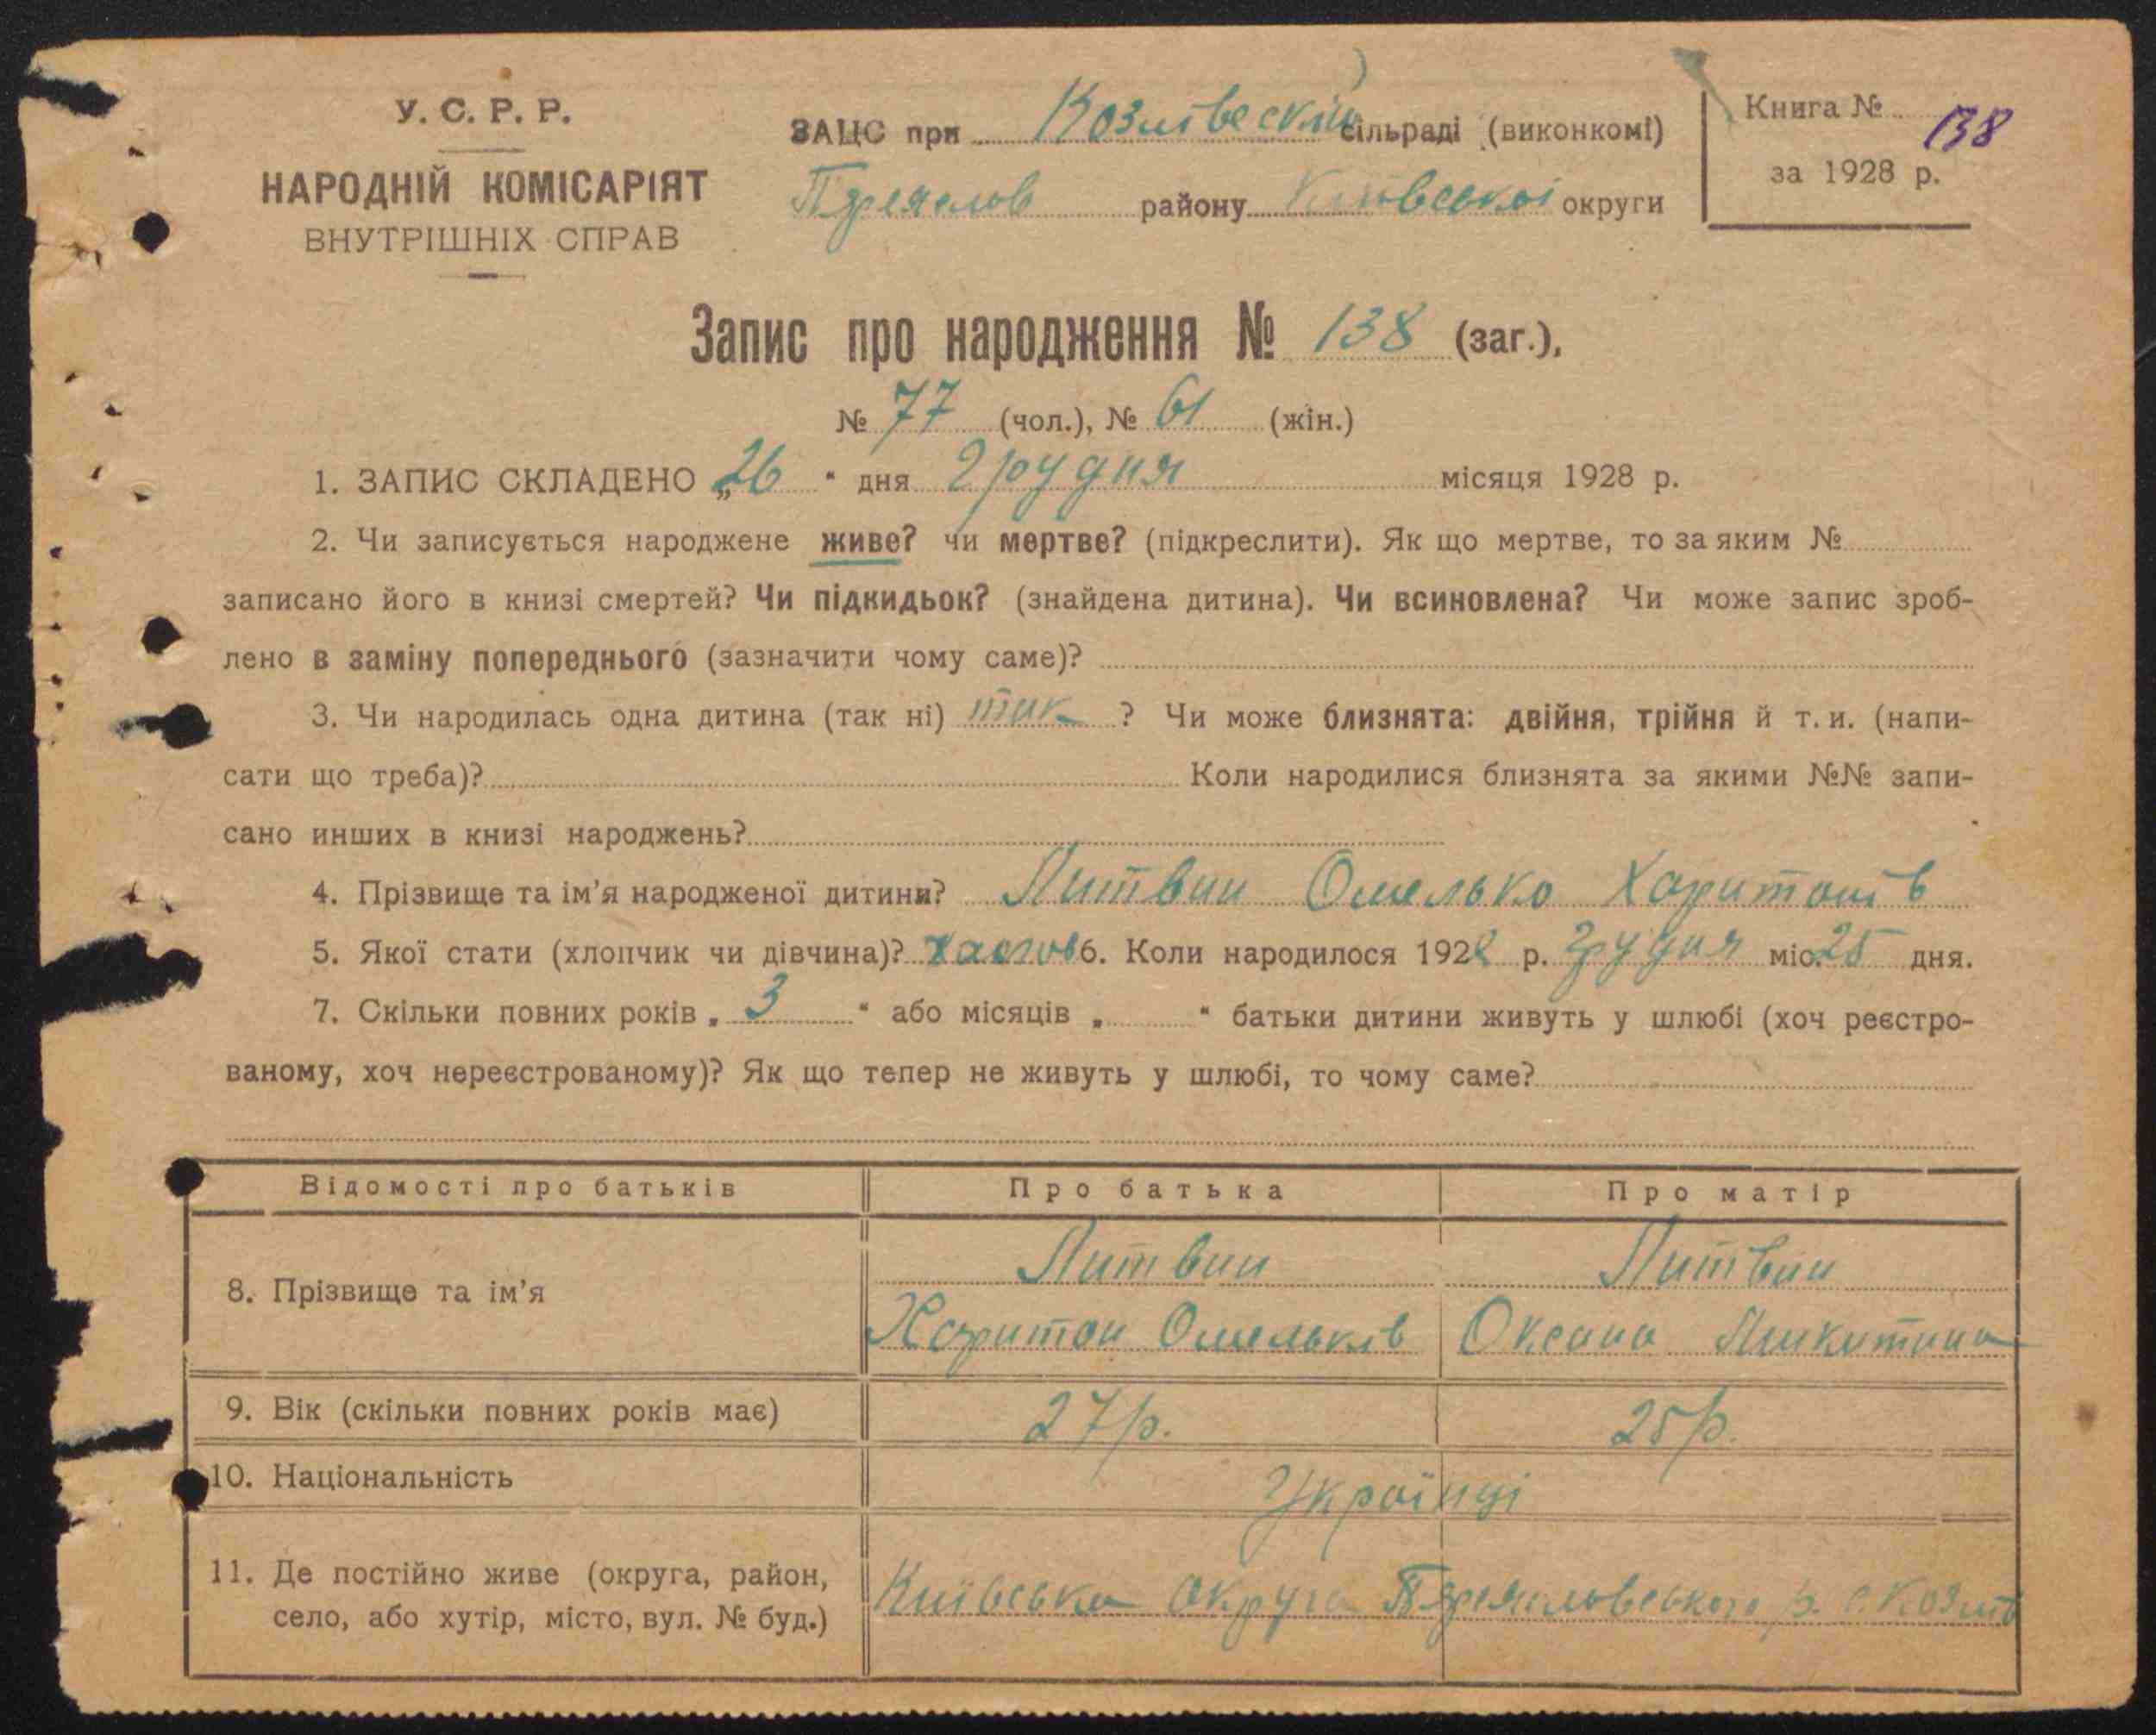 У. С. Р. Р.
НАРОДНІЙ КОМІСАРІЯТ
ВНУТРІШНІХ СПРАВ
ЗАЦС при Козлівській сільраді (виконкомі)
району Київської округи
Книга № 138
за 1928 р.
Запис про народження № 138 (заг.),
№ 77 (чол.), № 61 (жін.)
1. ЗАПИС СКЛАДЕНО „26 “ дня Грудня місяця 1928 р.
2. Чи записується народжене живе? чи мертве? (підкреслити). Як що мертве, то за яким №
записано його в книзі смертей? Чи підкидьок? (знайдена дитина). Чи всиновлена? Чи може запис зроб-
лено в заміну попереднього (зазначити чому саме)?
3. Чи народилась одна дитина (так ні) так ? Чи може близнята: двійня, трійня й т. и. (напи-
сати що треба)? Коли народилися близнята за якими №№ запи-
сано инших в книзі народжень?
4. Прізвище та ім’я народженої дитини? Литвин Омелько Харитонів
5. Якої стати (хлопчик чи дівчина)? 6. Коли народилося 1928 р. Грудня міс. 25 дня.
7. Скільки повних років „ 3 “ або місяців „ “ батьки дитини живуть у шлюбі (хоч реєстро-
ваному, хоч нереєстрованому)? Як що тепер не живуть у шлюбі, то чому саме?
Відомості про батьків Про батька Про матір
8. Прізвище та ім’я
Литвин Литвин
Харитон Омельків Оксана Микитина
9. Вік (скільки повних років має) 27 р. 25 р.
10. Національність Українці
11. Де постійно живе (округа, район,
село, або хутір, місто, вул. № буд.)
Київська округа р. с. Козлів